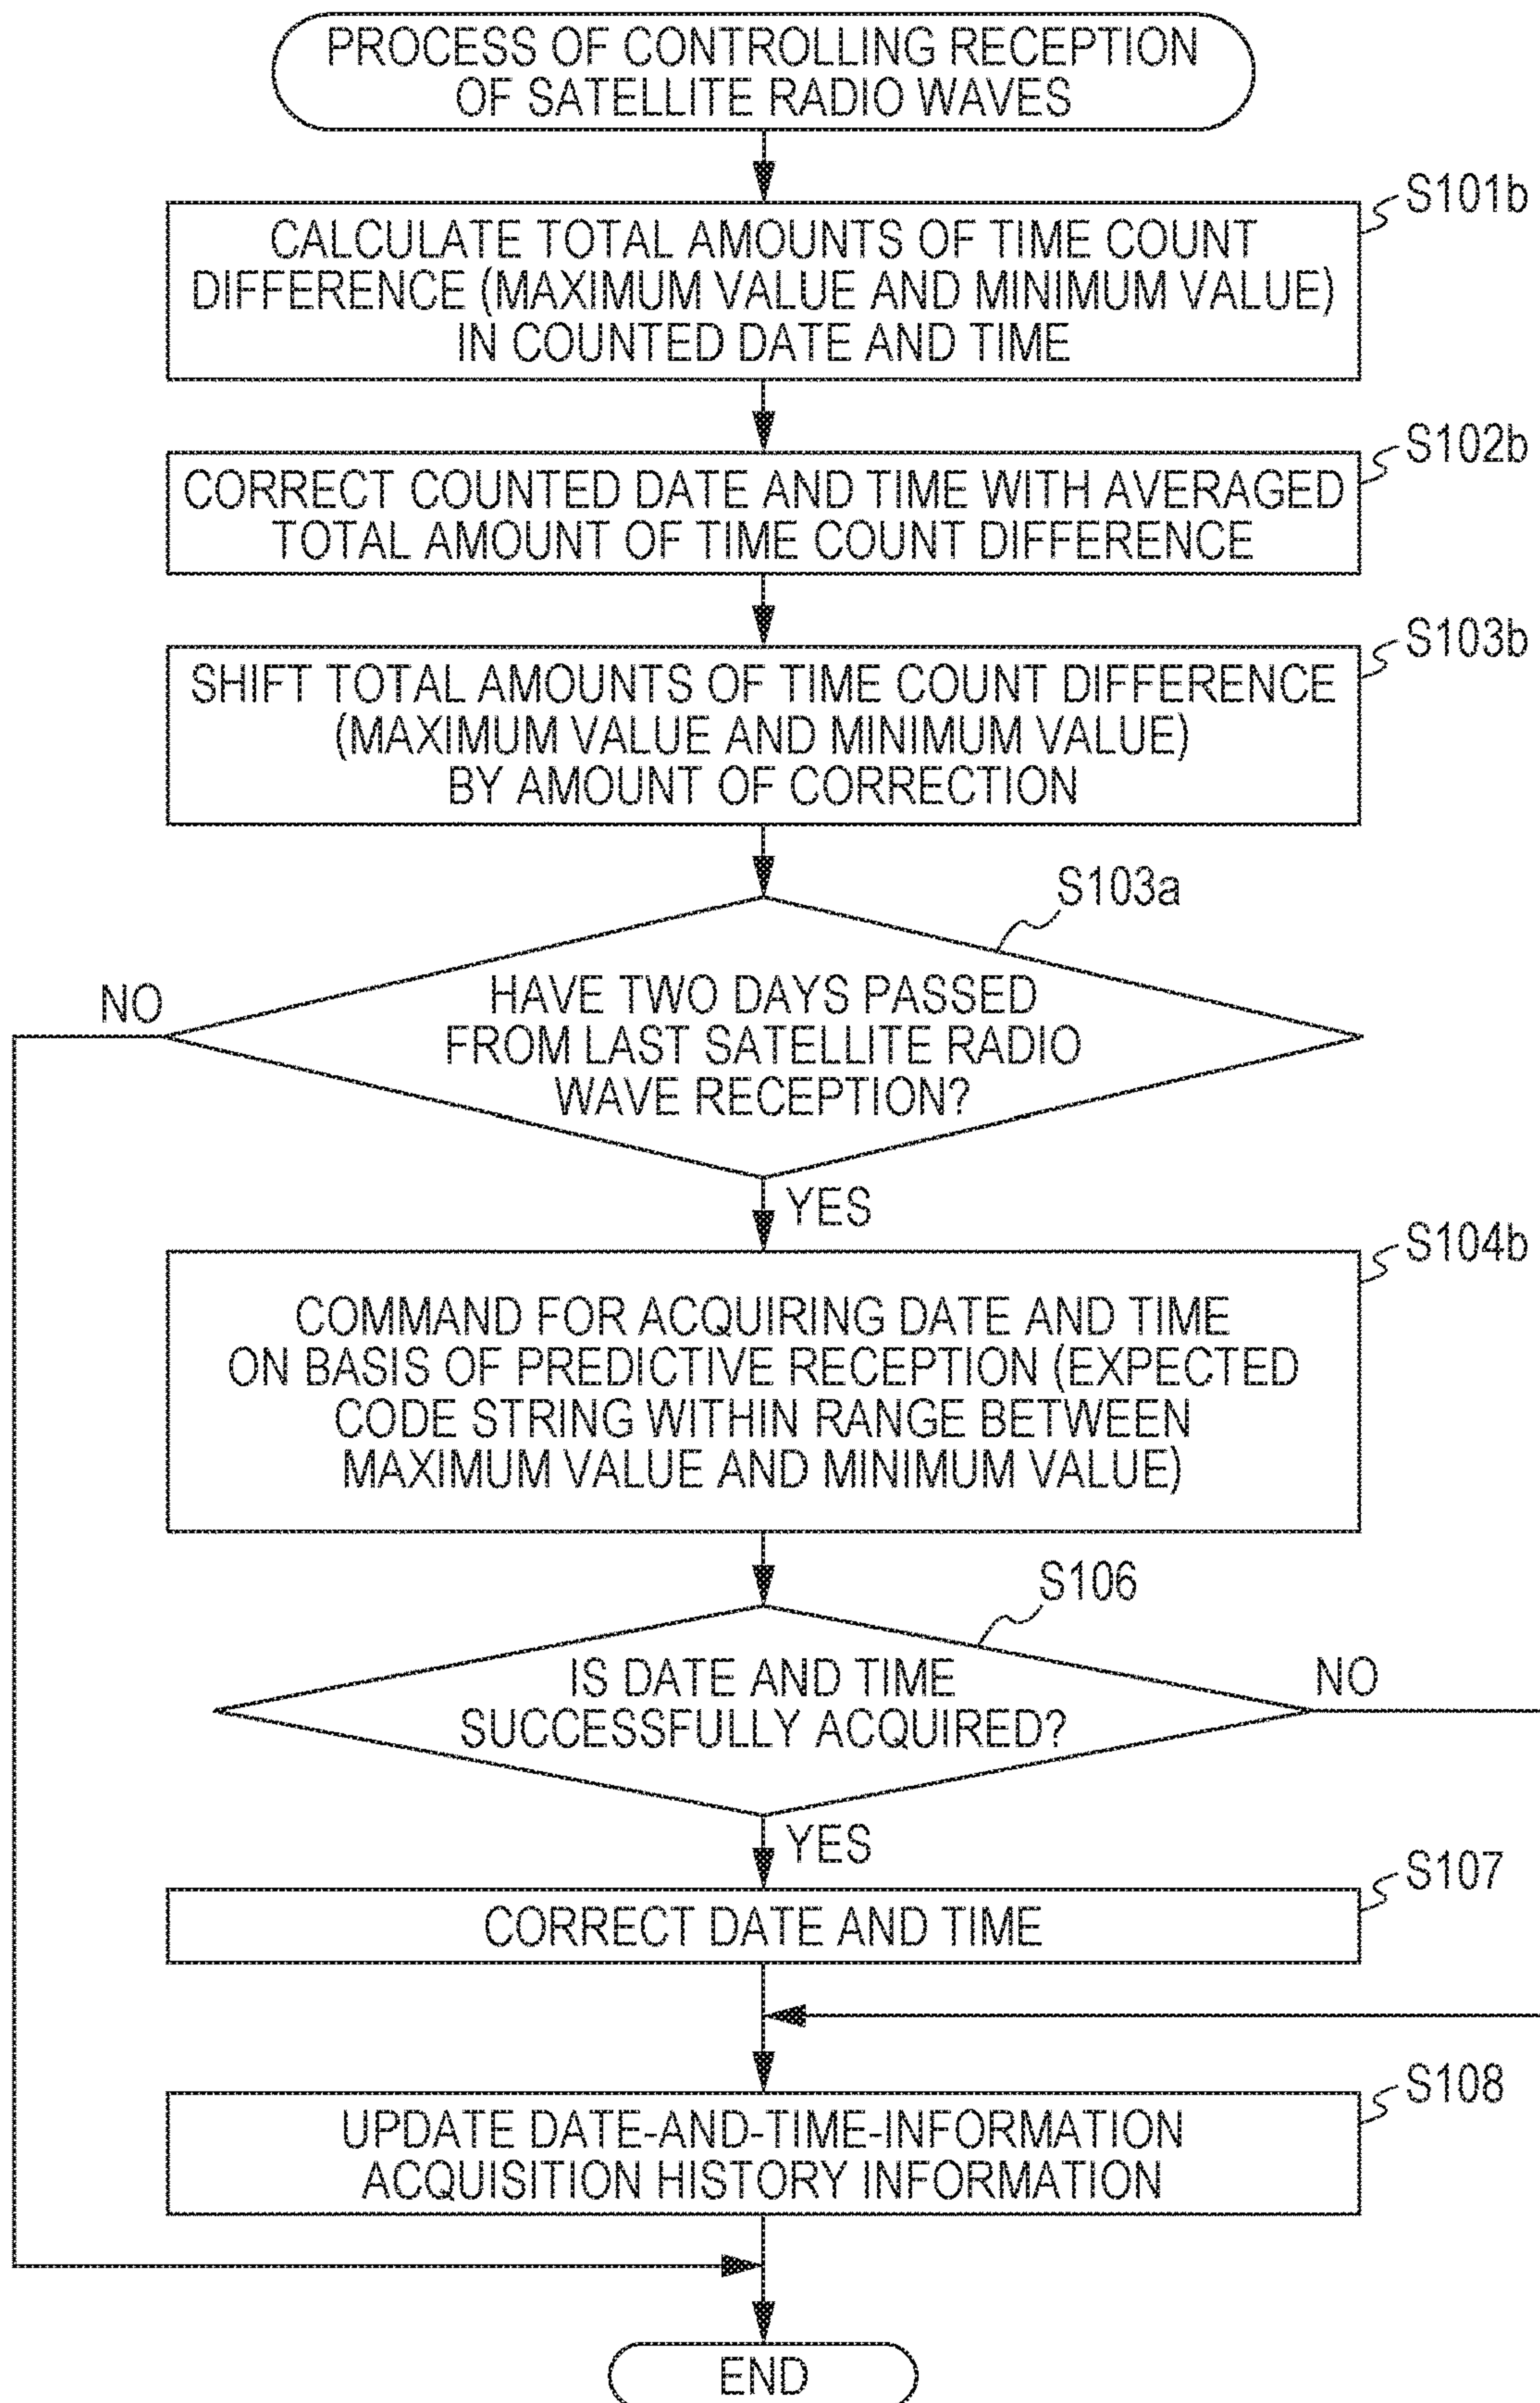 PROCESS OF CONTROLLING RECEPTION
OF SATELLITE RADIO WAVES
S101b
CALCULATE TOTAL AMOUNTS OF TIME COUNT
DIFFERENCE (MAXIMUM VALUE AND MINIMUM VALUE)
IN COUNTED DATE AND TIME
S102b
CORRECT COUNTED DATE AND TIME WITH AVERAGED
TOTAL AMOUNT OF TIME COUNT DIFFERENCE
S103b
SHIFT TOTAL AMOUNTS OF TIME COUNT DIFFERENCE
(MAXIMUM VALUE AND MINIMUM VALUE)
BY AMOUNT OF CORRECTION
S103a
NO
HAVE TWO DAYS PASSED
FROM LAST SATELLITE RADIO
WAVE RECEPTION?
YES
S104b
COMMAND FOR ACQUIRING DATE AND TIME
ON BASIS OF PREDICTIVE RECEPTION (EXPECTED
CODE STRING WITHIN RANGE BETWEEN
MAXIMUM VALUE AND MINIMUM VALUE)
S106
IS DATE AND TIME
SUCCESSFULLY ACQUIRED?
NO
YES
S107
CORRECT DATE AND TIME
S108
UPDATE DATE-AND-TIME-INFORMATION
ACQUISITION HISTORY INFORMATION
END